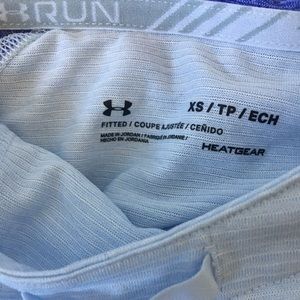 RUN
XS / TP / ECH
FITTED / COUPE AJUSTÉE / CEÑIDO
MADE IN JORDAN / FABRIQUÉ EN JORDANIE /
HECHO EN JORDANIA
HEATGEAR